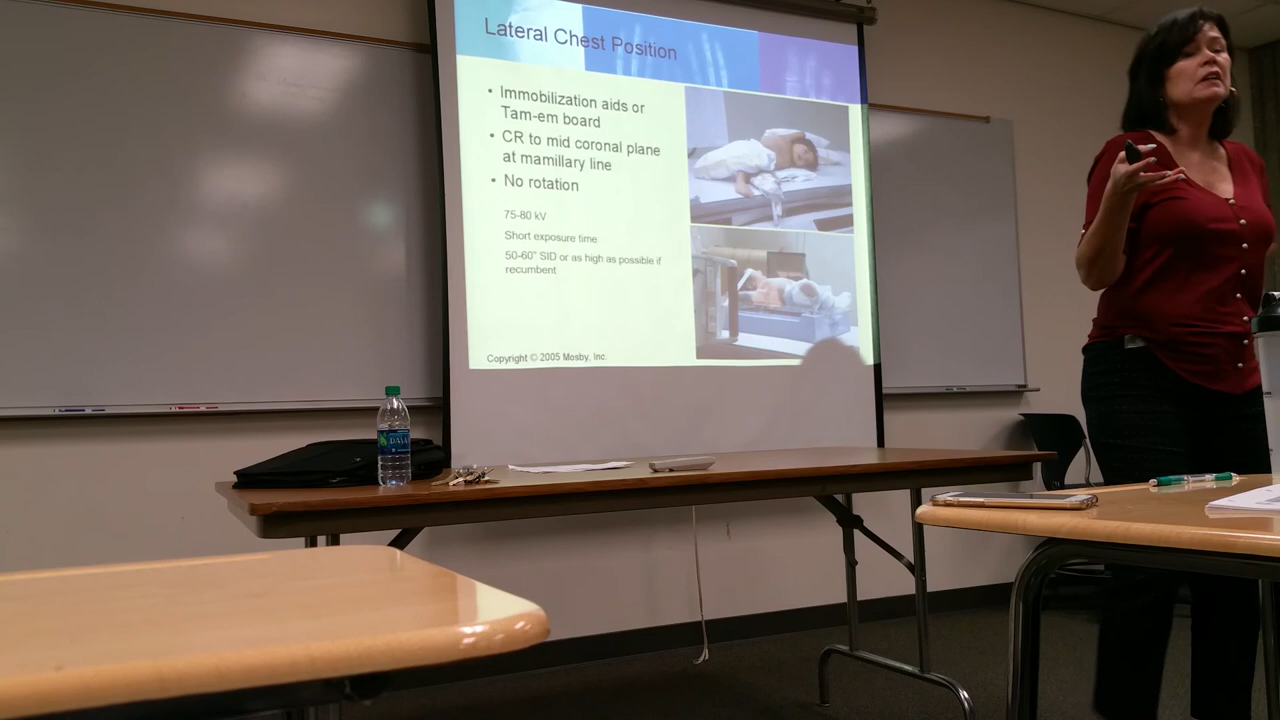 Lateral Chest Position
• Immobilization aids or
Tam-em board
• CR to mid coronal plane
at mamillary line
• No rotation
75-80 kV
Short exposure time
50-60" SID or as high as possible if
recumbent
Copyright © 2005 Mosby, Inc.